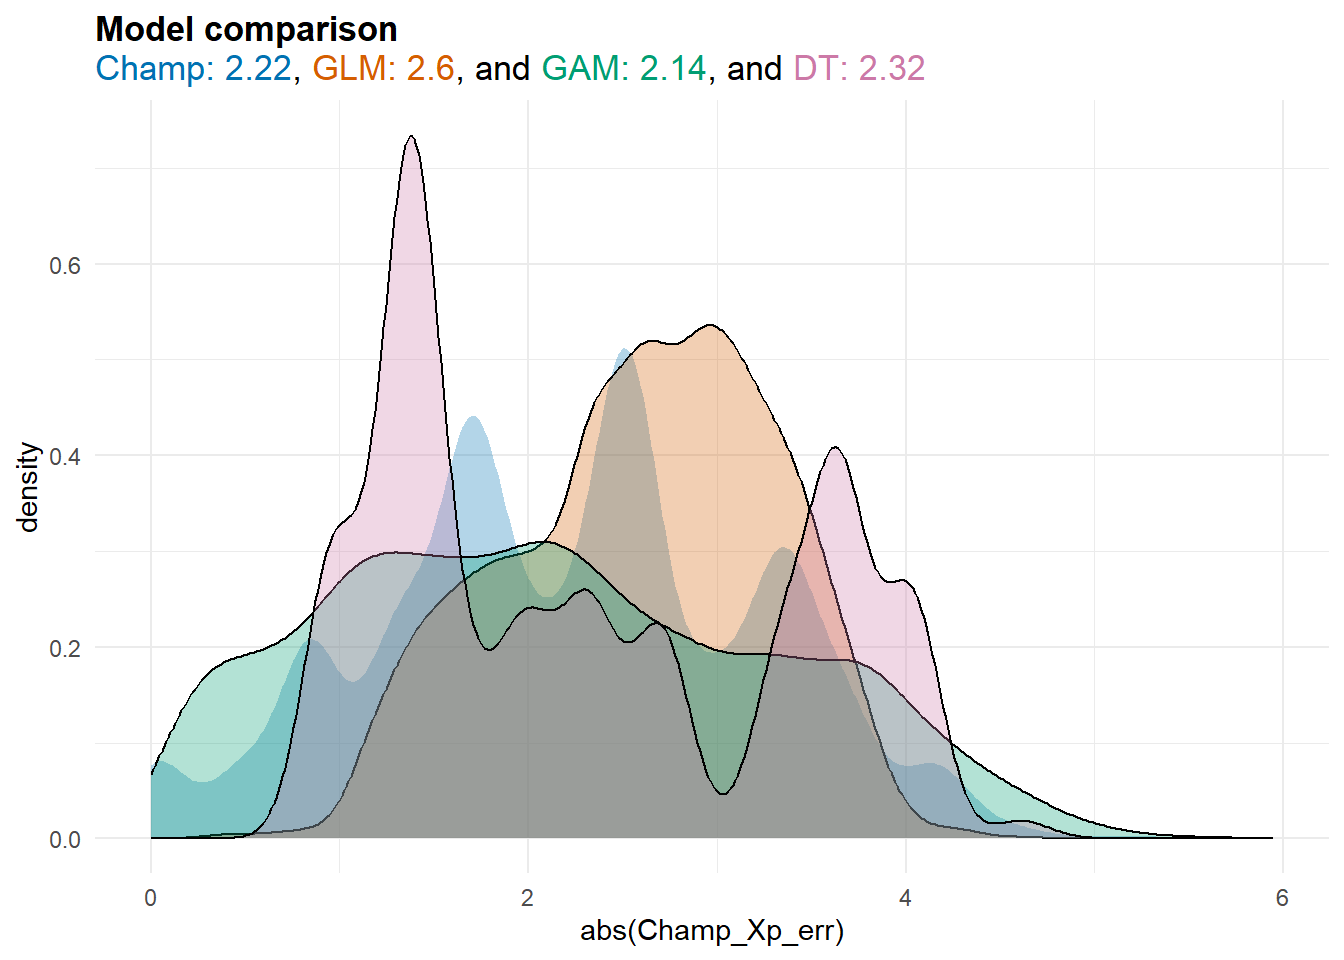 Model comparison
Champ: 2.22, GLM: 2.6, and GAM: 2.14, and DT: 2.32
0.6
0.4
0.2
0.0
density
0 2 4 6
abs(Champ_Xp_err)